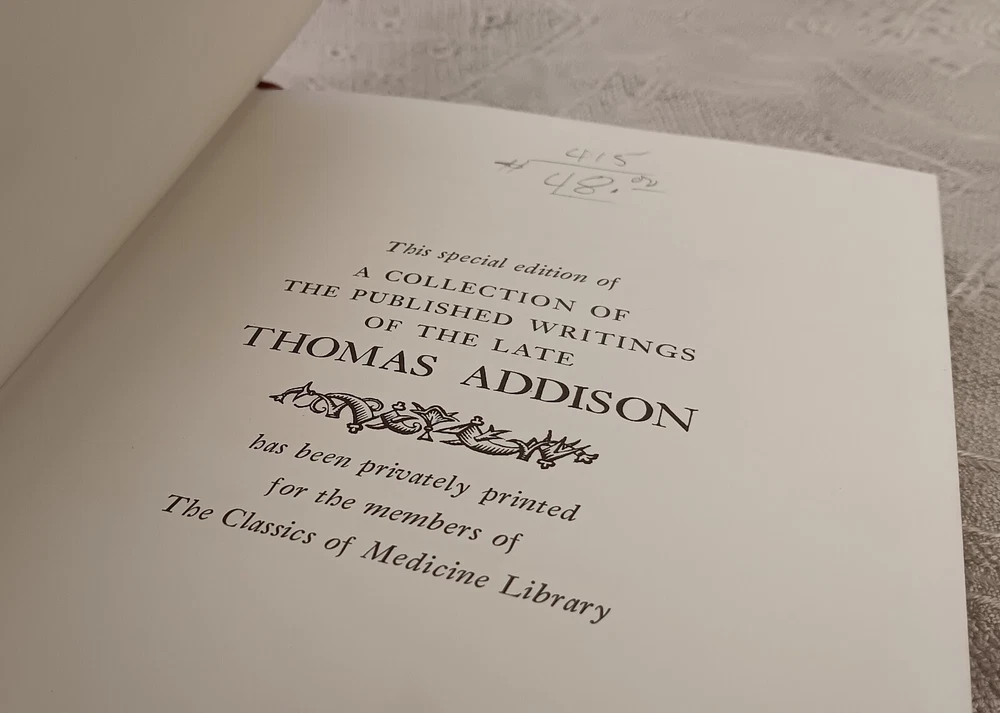 415
48.00
This special edition of
A COLLECTION OF
THE PUBLISHED WRITINGS
OF THE LATE
THOMAS ADDISON
has been privately printed
for the members of
The Classics of Medicine Library